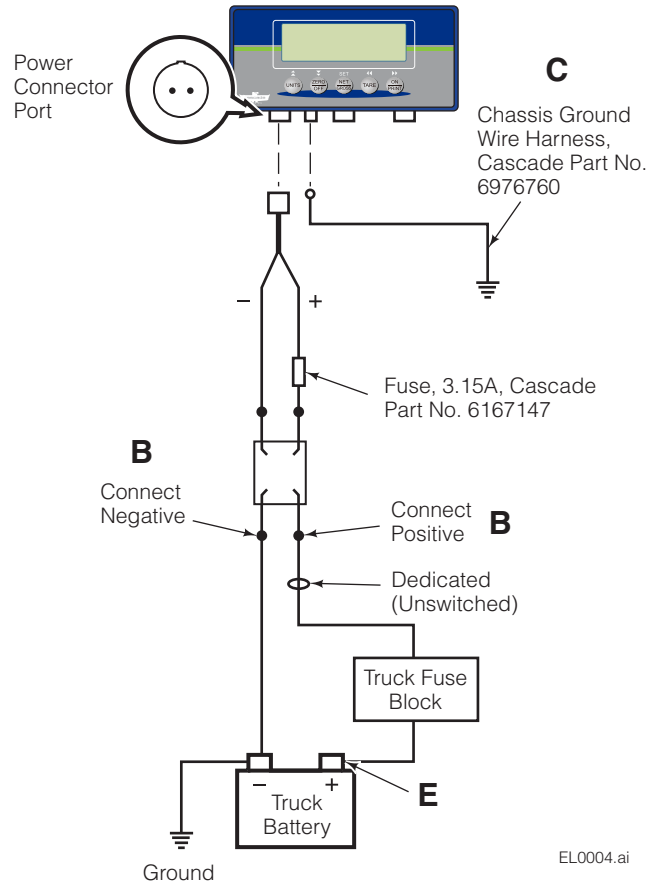 Power
Connector
Port
SET
UNITS
ZERO
OFF
NET
GROSS
TARE
ON
PRINT
C
Chassis Ground
Wire Harness,
Cascade Part No.
6976760
–
+
Fuse, 3.15A, Cascade
Part No. 6167147
B
Connect
Negative
Connect
Positive
B
Dedicated
(Unswitched)
Truck Fuse
Block
–
+
E
Truck
Battery
Ground
EL0004.ai